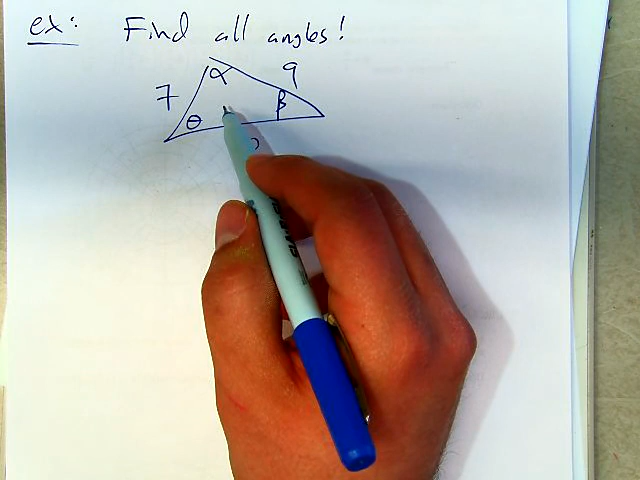 ex: Find all angles!
α 9
7 β
θ